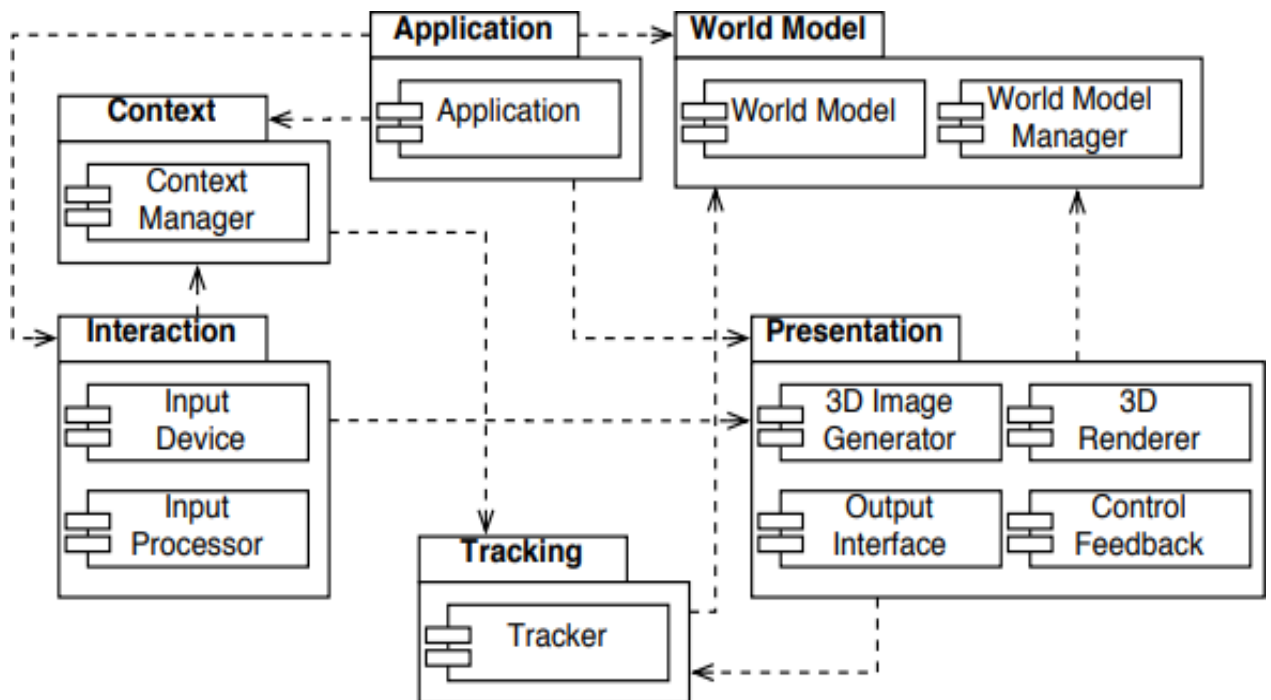 Application
World Model
Application
World Model
World Model
Manager
Context
Context
Manager
Interaction
Input
Device
Input
Processor
Presentation
3D Image
Generator
3D
Renderer
Output
Interface
Control
Feedback
Tracking
Tracker